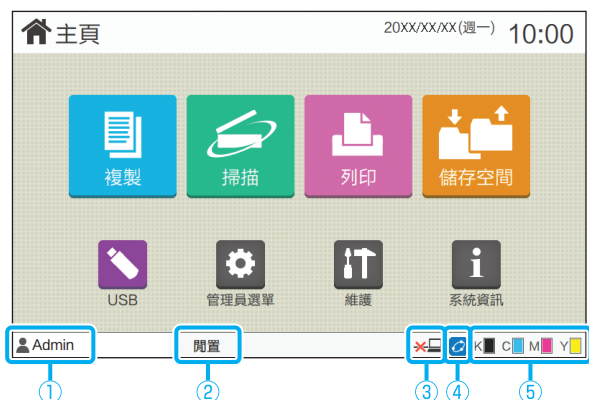 主頁
20XX/XX/XX(週一) 10:00
複製 掃描 列印 儲存空間
USB 管理員選單 維護 系統資訊
Admin 閒置 K C M Y
① ② ③ ④ ⑤